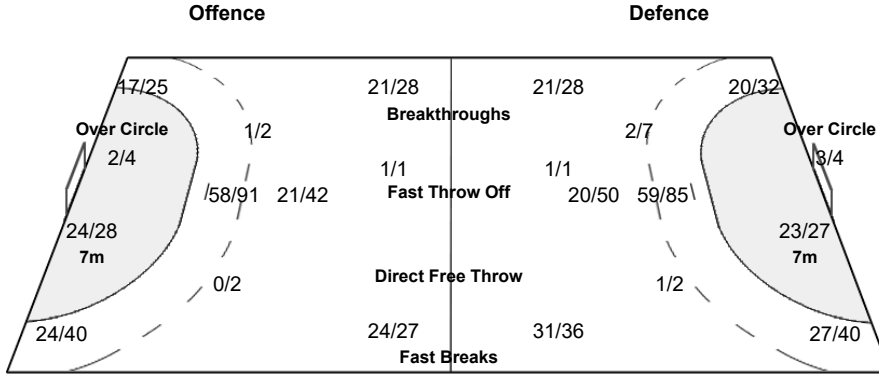 Offence Defence
17/25 21/28 21/28 20/32
Breakthroughs
Over Circle 1/2 2/7 Over Circle
2/4 3/4
1/1 1/1
58/91 21/42 Fast Throw Off 20/50 59/85
24/28 23/27
7m 7m
Direct Free Throw
0/2 1/2
24/40 24/27 31/36 27/40
Fast Breaks